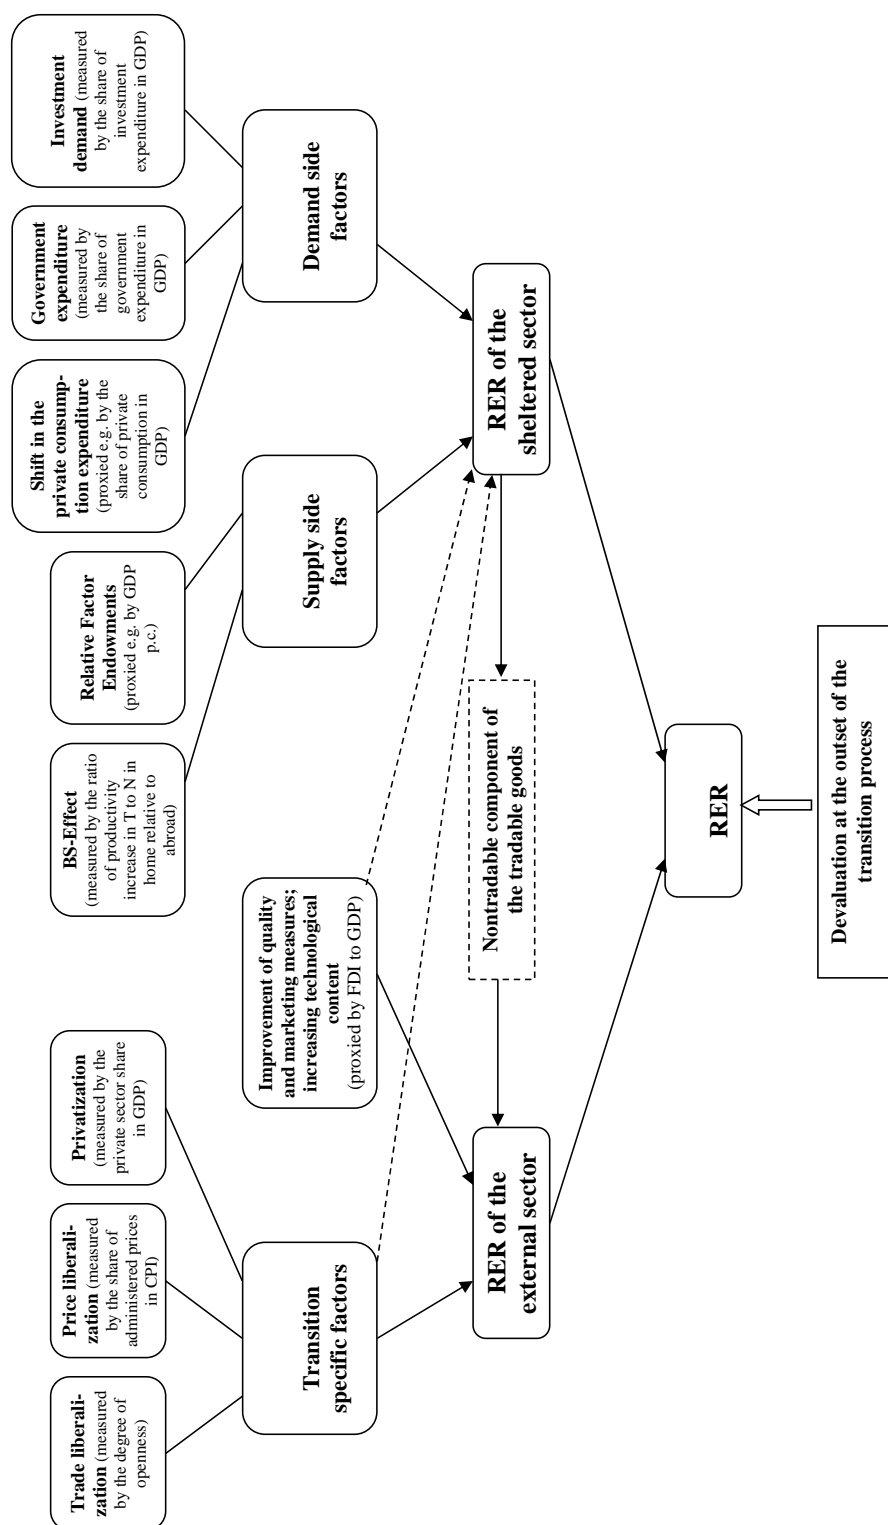 Trade liberali-
zation (measured
by the degree of
openness)
Price liberali-
zation (measured
by the share of
administered prices
in CPI)
Privatization
(measured by the
private sector share
in GDP)
BS-Effect
(measured by the ratio
of productivity
increase in T to N in
home relative to
abroad)
Relative Factor
Endowments
(proxied e.g. by GDP
p.c.)
Shift in the
private consump-
tion expenditure
(proxied e.g. by the
share of private
consumption in
GDP)
Government
expenditure
(measured by
the share of
government
expenditure in
GDP)
Investment
demand (measured
by the share of
investment
expenditure in GDP)
Transition
specific factors
Improvement of quality
and marketing measures;
increasing technological
content
(proxied by FDI to GDP)
Supply side
factors
Demand side
factors
RER of the
external sector
Nontradable component of
the tradable goods
RER of the
sheltered sector
RER
Devaluation at the outset of the
transition process